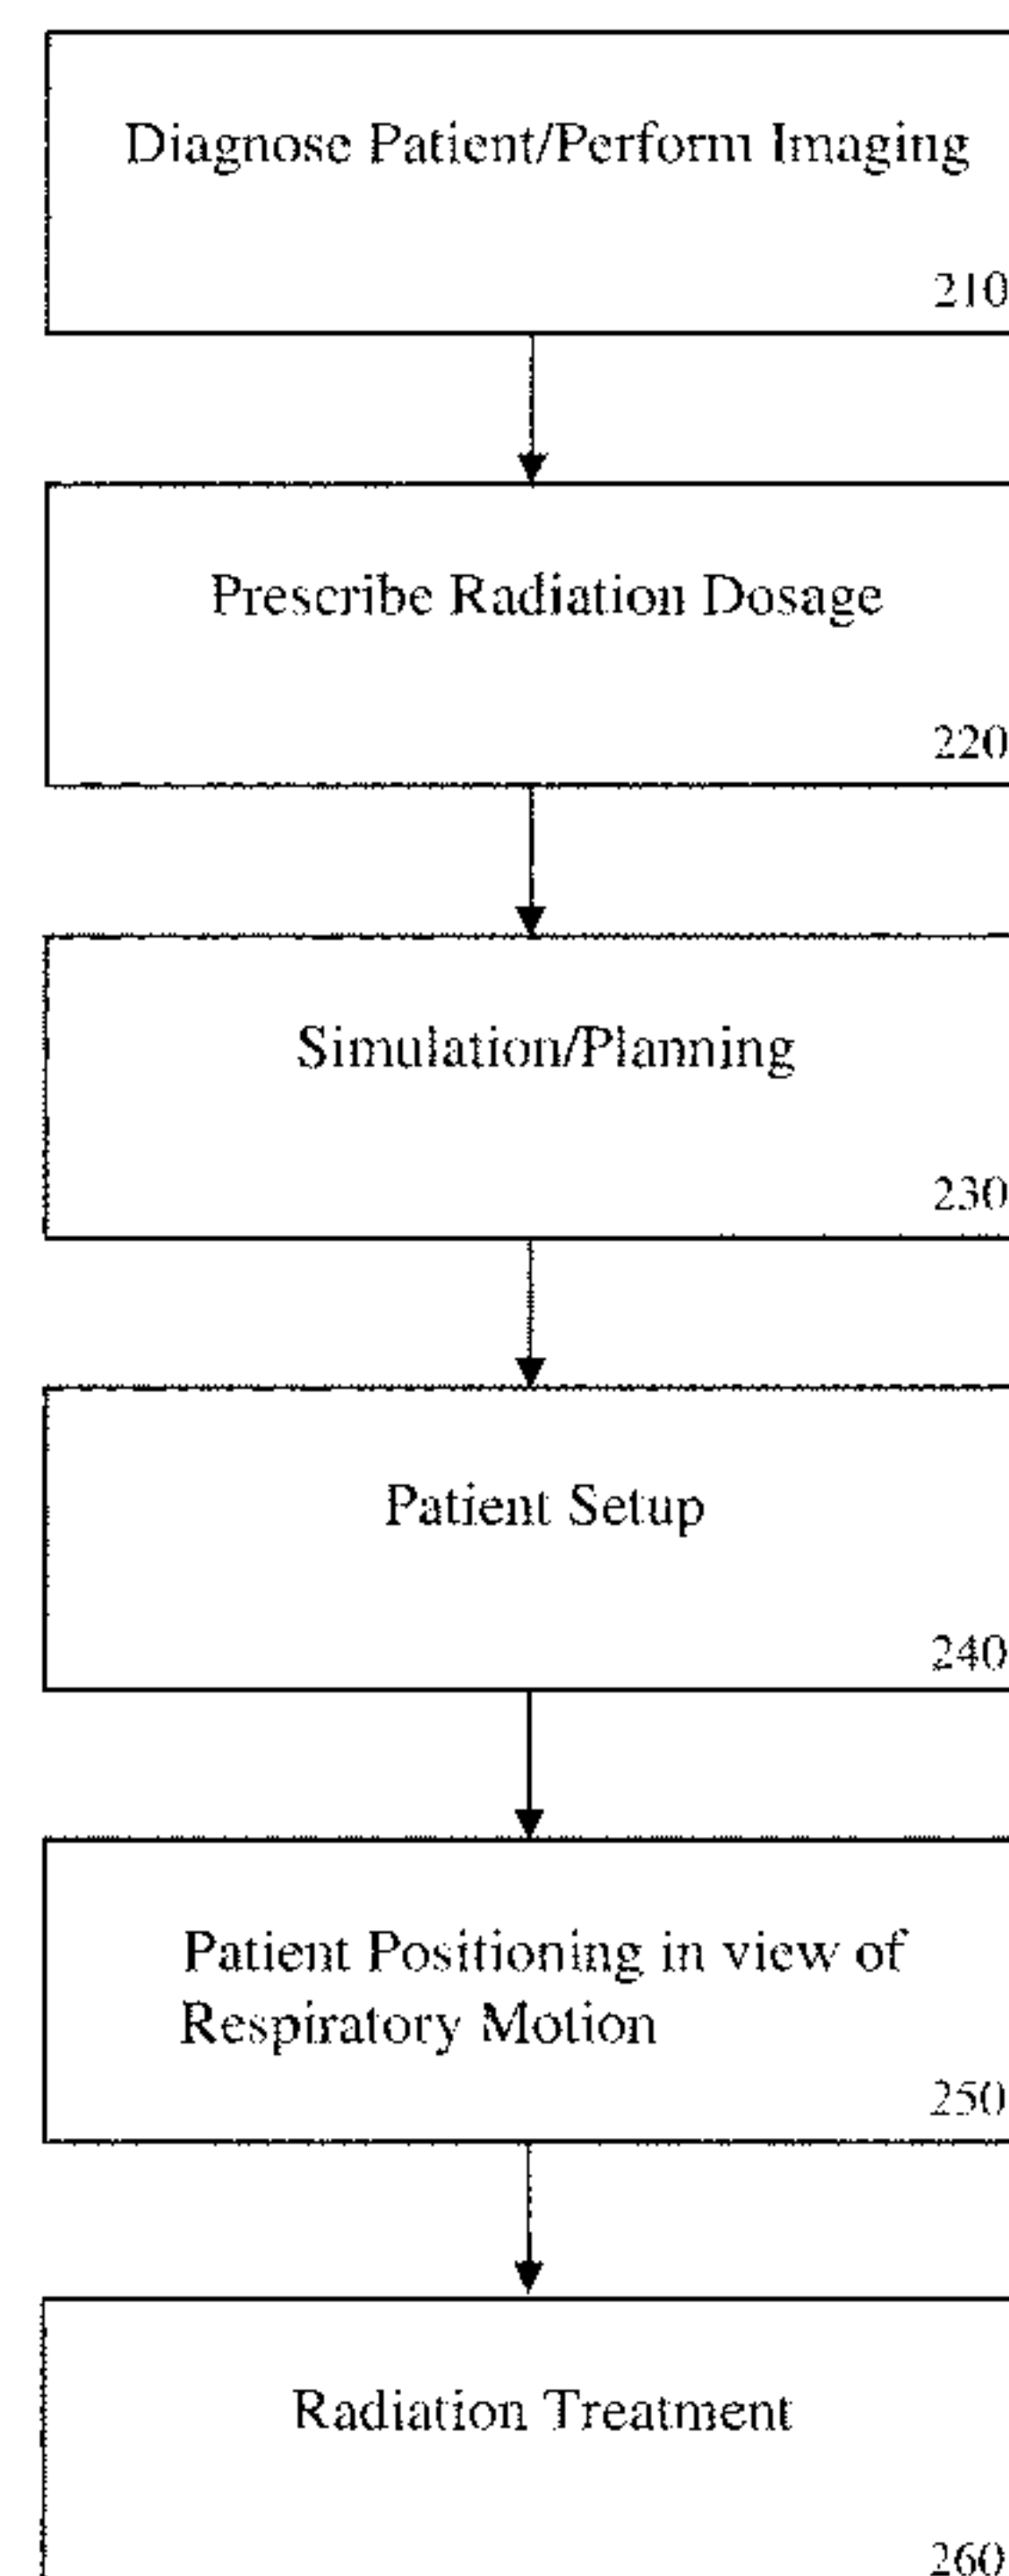 Diagnose Patient/Perform Imaging
210
Prescribe Radiation Dosage
220
Simulation/Planning
230
Patient Setup
240
Patient Positioning in view of
Respiratory Motion
250
Radiation Treatment
260